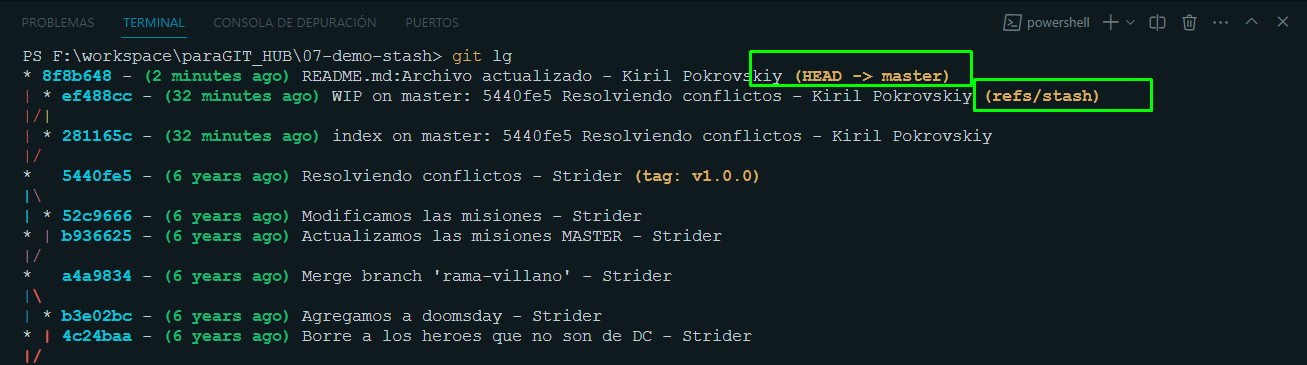 PROBLEMAS TERMINAL CONSOLA DE DEPURACIÓN PUERTOS powershell
PS F:\workspace\paraGIT_HUB\07-demo-stash> git lg
* 8f8b648 - (2 minutes ago) README.md:Archivo actualizado - Kiril Pokrovskiy (HEAD -> master)
| * ef488cc - (32 minutes ago) WIP on master: 5440fe5 Resolviendo conflictos - Kiril Pokrovskiy (refs/stash)
|/|
| * 281165c - (32 minutes ago) index on master: 5440fe5 Resolviendo conflictos - Kiril Pokrovskiy
|/
*   5440fe5 - (6 years ago) Resolviendo conflictos - Strider (tag: v1.0.0)
|\
| * 52c9666 - (6 years ago) Modificamos las misiones - Strider
* | b936625 - (6 years ago) Actualizamos las misiones MASTER - Strider
|/
*   a4a9834 - (6 years ago) Merge branch 'rama-villano' - Strider
|\
| * b3e02bc - (6 years ago) Agregamos a doomsday - Strider
* | 4c24baa - (6 years ago) Borre a los heroes que no son de DC - Strider
|/